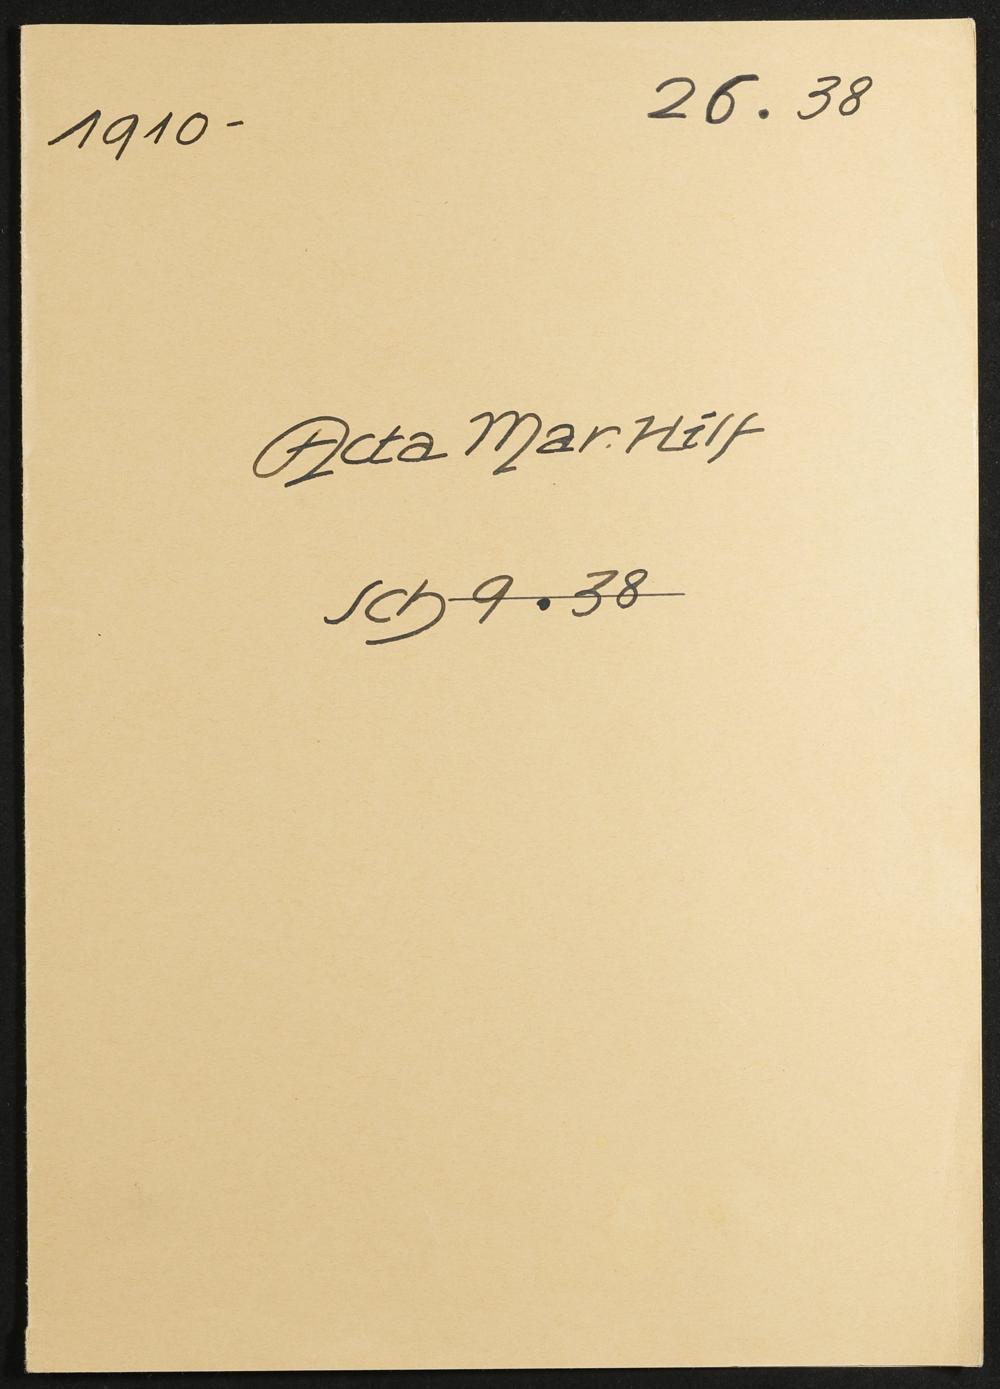 1910-
26. 38
Acta Mar. Hilf
Sch 9. 38